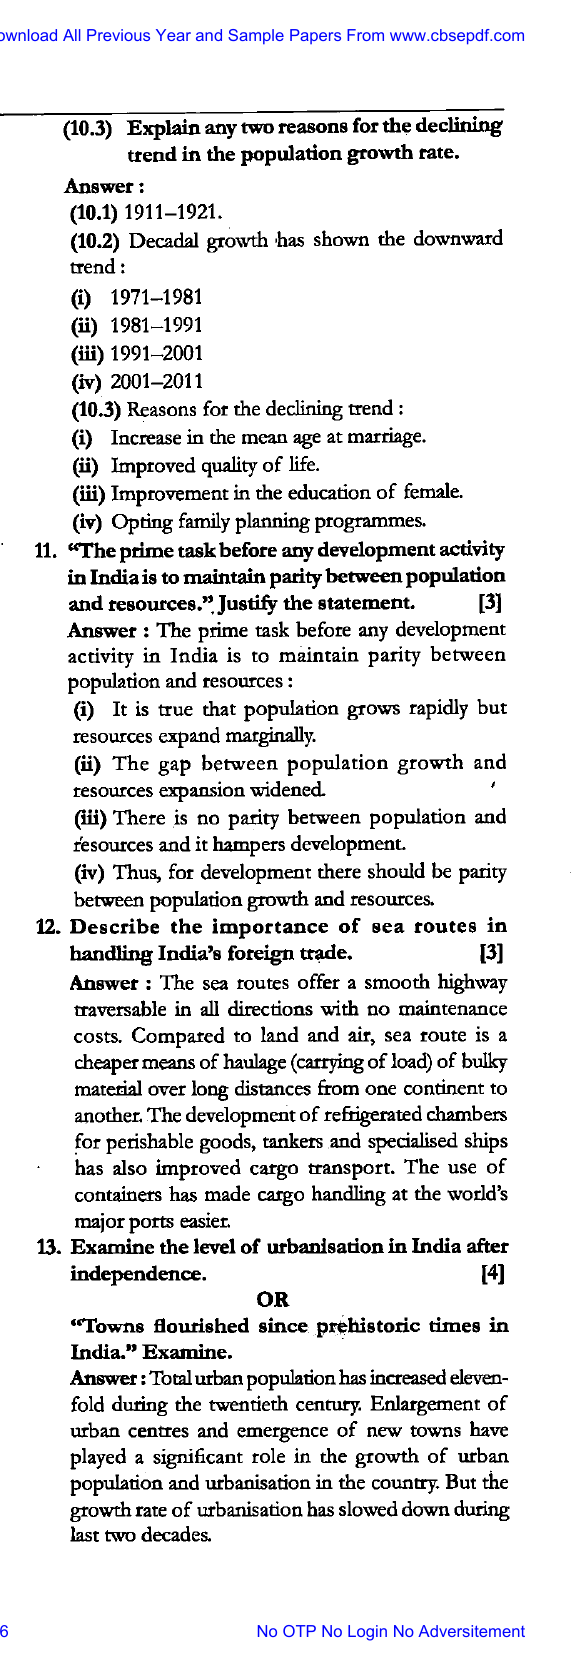 ownload All Previous Year and Sample Papers From www.cbsepdf.com
(10.3) Explain any two reasons for the declining
trend in the population growth rate.
Answer :
(10.1) 1911–1921.
(10.2) Decadal growth has shown the downward
trend :
(i) 1971–1981
(ii) 1981–1991
(iii) 1991–2001
(iv) 2001–2011
(10.3) Reasons for the declining trend :
(i) Increase in the mean age at marriage.
(ii) Improved quality of life.
(iii) Improvement in the education of female.
(iv) Opting family planning programmes.
11. “The prime task before any development activity
in India is to maintain parity between population
and resources.” Justify the statement. [3]
Answer : The prime task before any development
activity in India is to maintain parity between
population and resources :
(i) It is true that population grows rapidly but
resources expand marginally.
(ii) The gap between population growth and
resources expansion widened.
(iii) There is no parity between population and
resources and it hampers development.
(iv) Thus, for development there should be parity
between population growth and resources.
12. Describe the importance of sea routes in
handling India’s foreign trade. [3]
Answer : The sea routes offer a smooth highway
traversable in all directions with no maintenance
costs. Compared to land and air, sea route is a
cheaper means of haulage (carrying of load) of bulky
material over long distances from one continent to
another. The development of refrigerated chambers
for perishable goods, tankers and specialised ships
has also improved cargo transport. The use of
containers has made cargo handling at the world’s
major ports easier.
13. Examine the level of urbanisation in India after
independence. [4]
OR
“Towns flourished since prehistoric times in
India.” Examine.
Answer : Total urban population has increased eleven-
fold during the twentieth century. Enlargement of
urban centres and emergence of new towns have
played a significant role in the growth of urban
population and urbanisation in the country. But the
growth rate of urbanisation has slowed down during
last two decades.
6 No OTP No Login No Adversitement